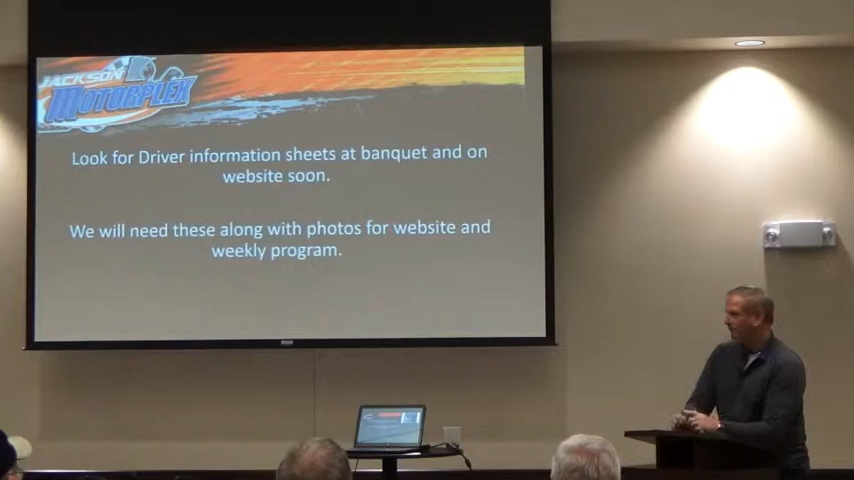 JACKSON
MOTORPLEX
Look for Driver information sheets at banquet and on
website soon.
We will need these along with photos for website and
weekly program.